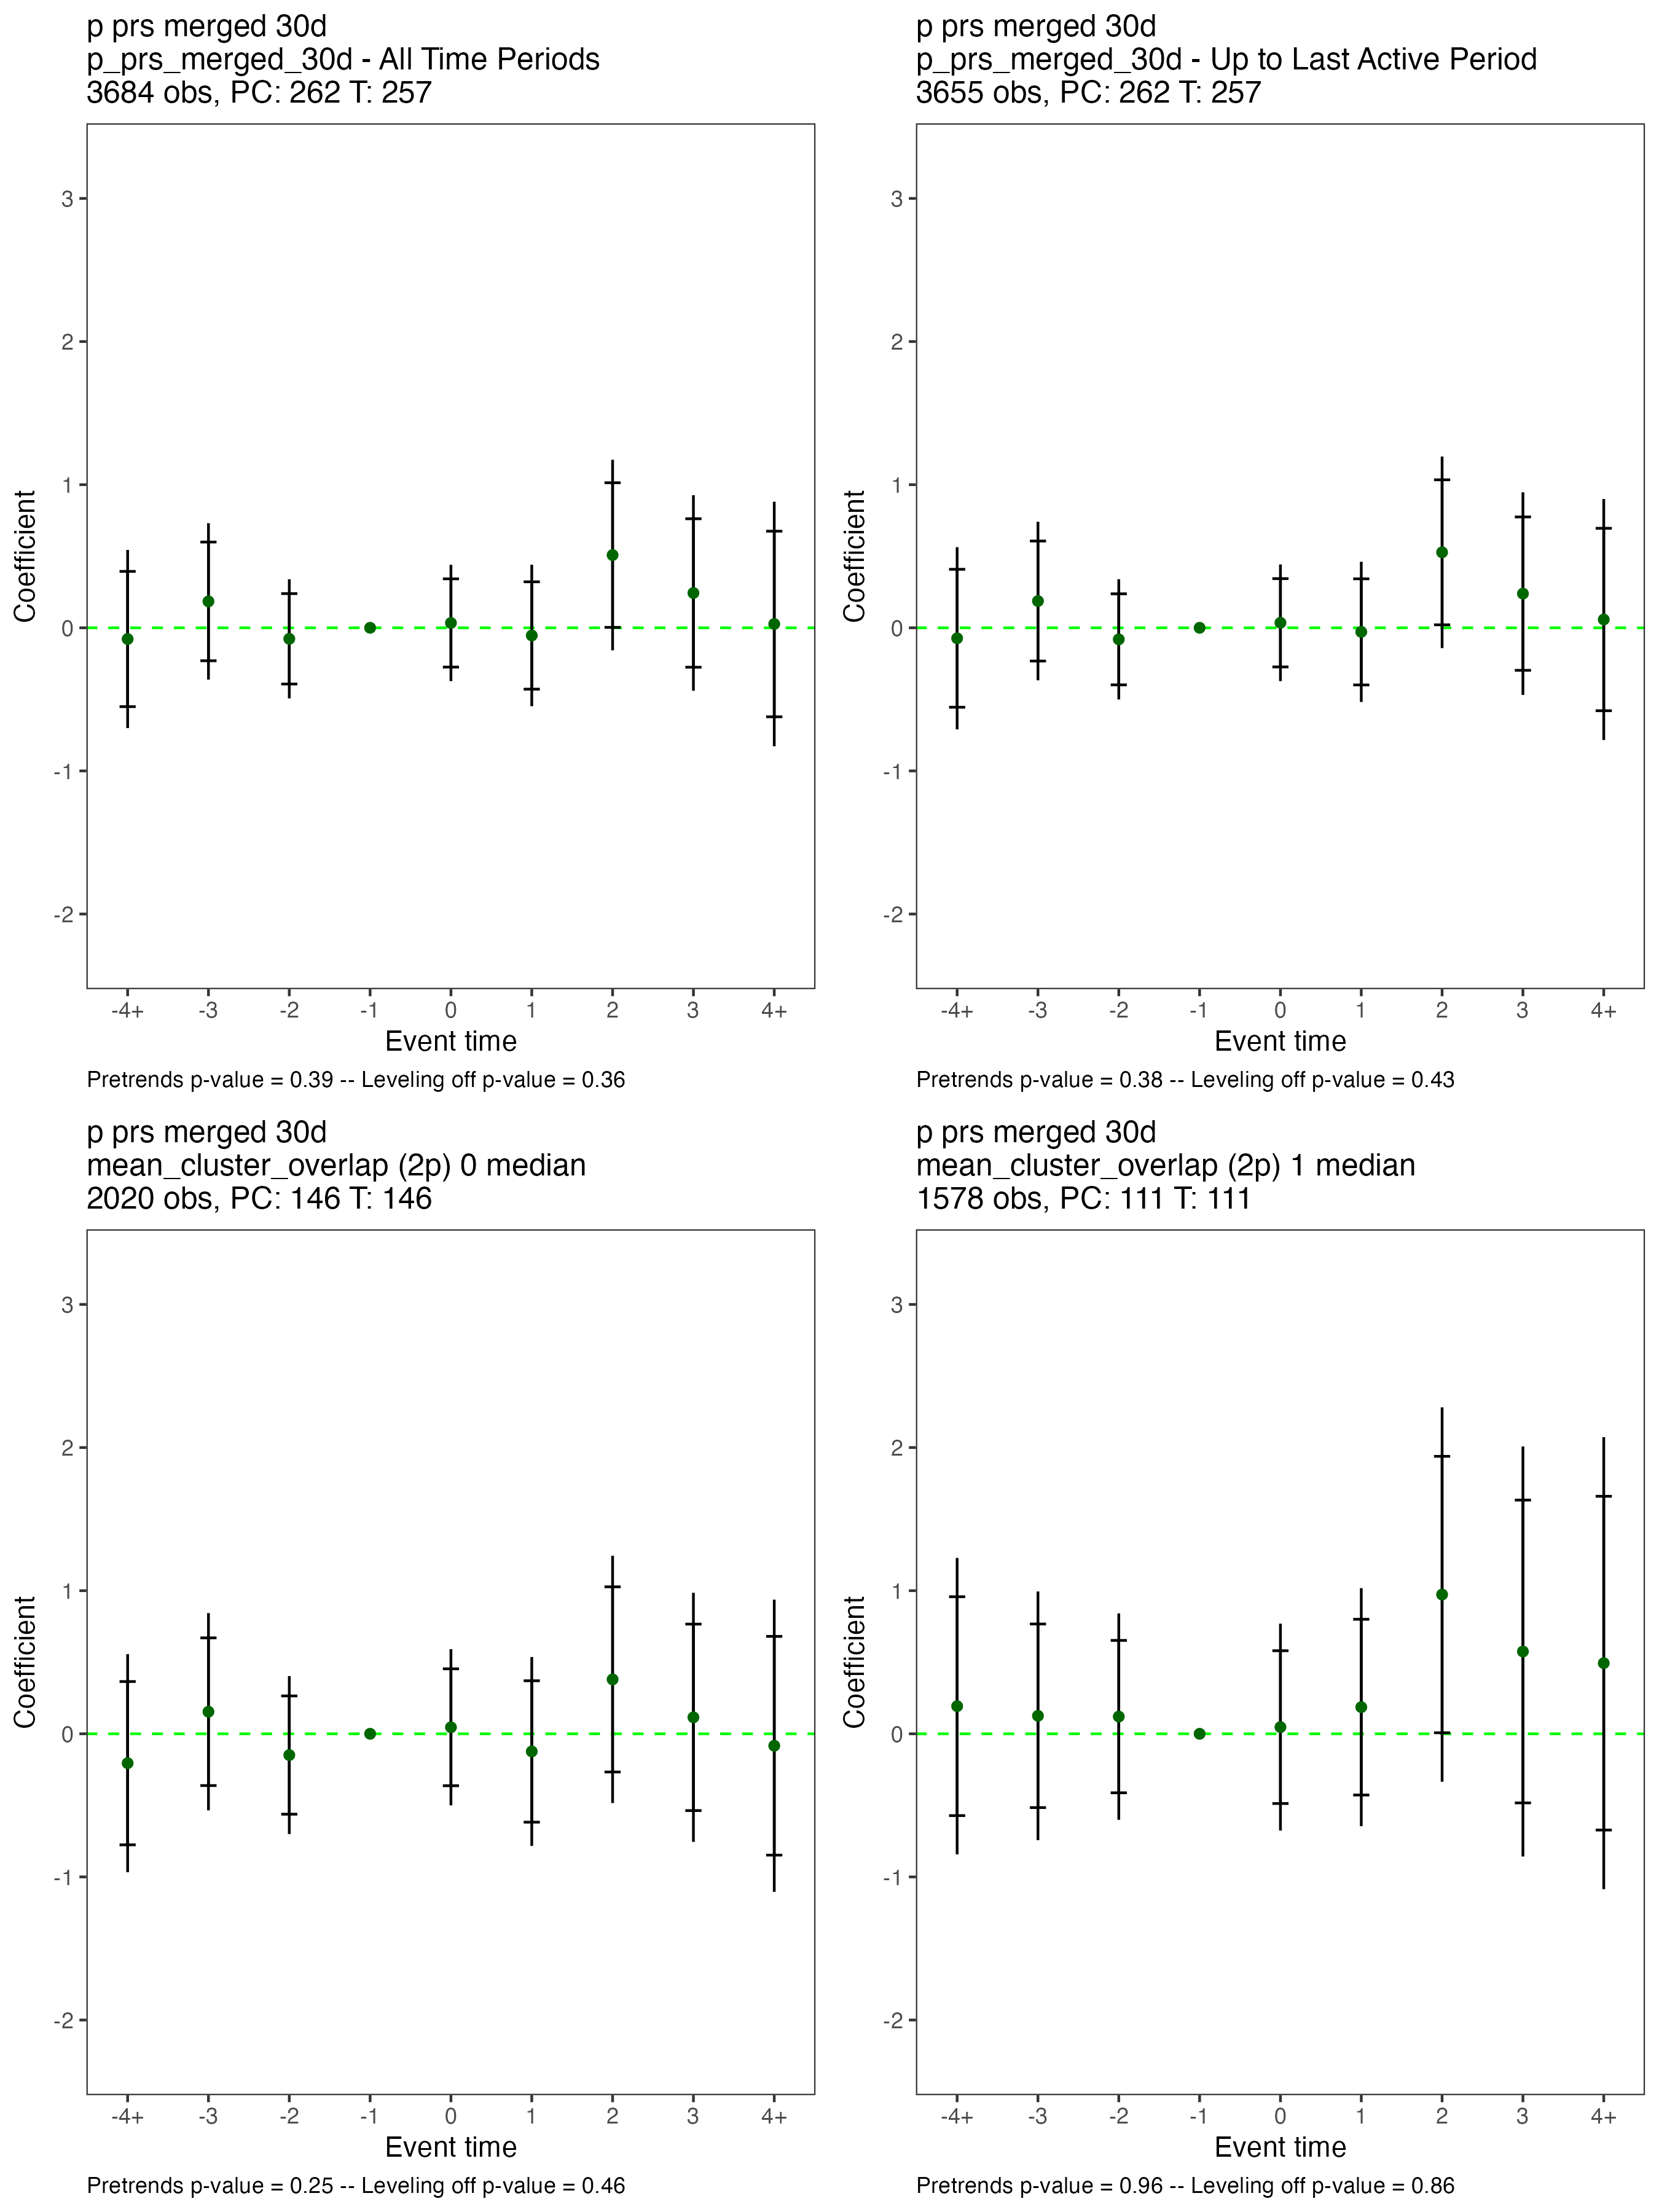 p prs merged 30d
p_prs_merged_30d - All Time Periods
3684 obs, PC: 262 T: 257
3
2
1
0
-1
-2
Coefficient
-4+ -3 -2 -1 0 1 2 3 4+
Event time
Pretrends p-value = 0.39 -- Leveling off p-value = 0.36
p prs merged 30d
p_prs_merged_30d - Up to Last Active Period
3655 obs, PC: 262 T: 257
3
2
1
0
-1
-2
Coefficient
-4+ -3 -2 -1 0 1 2 3 4+
Event time
Pretrends p-value = 0.38 -- Leveling off p-value = 0.43
p prs merged 30d
mean_cluster_overlap (2p) 0 median
2020 obs, PC: 146 T: 146
3
2
1
0
-1
-2
Coefficient
-4+ -3 -2 -1 0 1 2 3 4+
Event time
Pretrends p-value = 0.25 -- Leveling off p-value = 0.46
p prs merged 30d
mean_cluster_overlap (2p) 1 median
1578 obs, PC: 111 T: 111
3
2
1
0
-1
-2
Coefficient
-4+ -3 -2 -1 0 1 2 3 4+
Event time
Pretrends p-value = 0.96 -- Leveling off p-value = 0.86